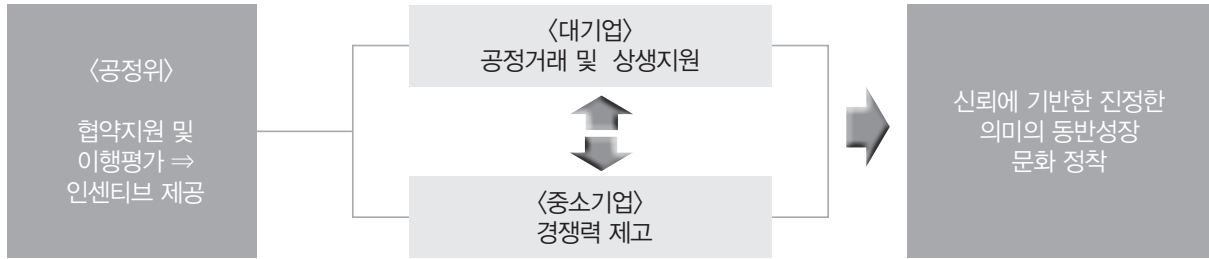 〈공정위〉
협약지원 및
이행평가 ⇒
인센티브 제공
〈대기업〉
공정거래 및 상생지원
〈중소기업〉
경쟁력 제고
신뢰에 기반한 진정한
의미의 동반성장
문화 정착